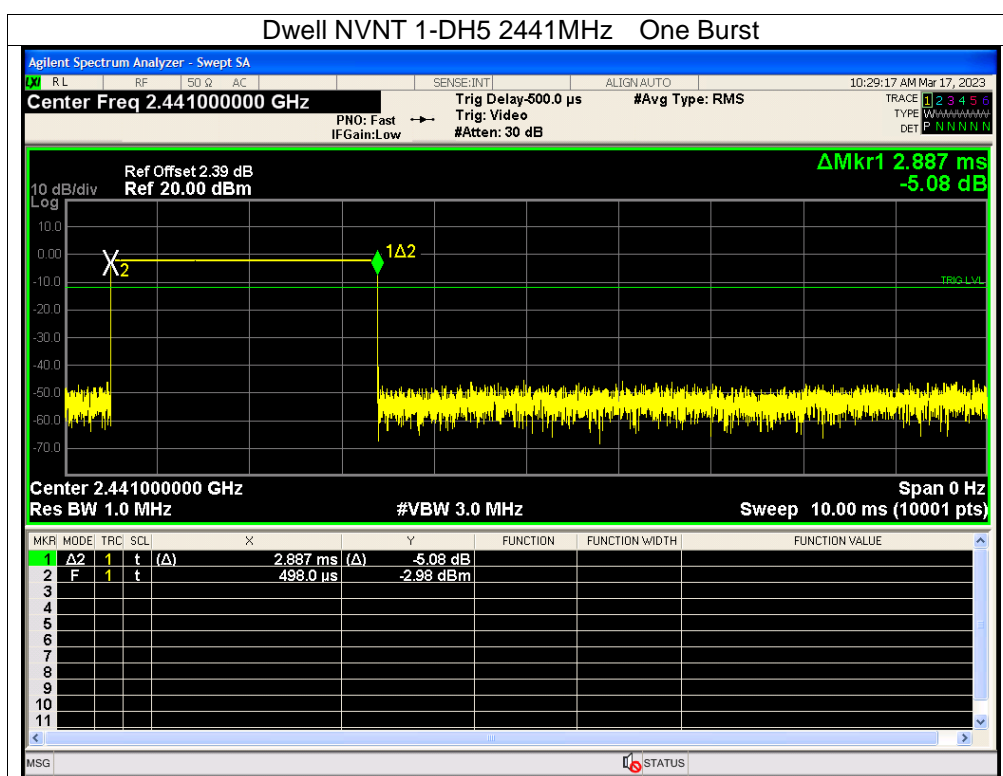 Dwell NVNT 1-DH5 2441MHz One Burst
Agilent Spectrum Analyzer - Swept SA
LXI RL RF 50 Ω AC SENSE:INT ALIGN AUTO 10:29:17 AM Mar 17, 2023
Center Freq 2.441000000 GHz Trig Delay-500.0 µs #Avg Type: RMS TRACE 1 2 3 4 5 6
PNO: Fast Trig: Video TYPE WWWWWW
IFGain:Low #Atten: 30 dB DET P N N N N N
ΔMkr1 2.887 ms
-5.08 dB
Ref Offset 2.39 dB
10 dB/div Ref 20.00 dBm
Log
10.0
0.00
-10.0
-20.0
-30.0
-40.0
-50.0
-60.0
-70.0
X2
1Δ2
TRIG LVL
Center 2.441000000 GHz Span 0 Hz
Res BW 1.0 MHz #VBW 3.0 MHz Sweep 10.00 ms (10001 pts)
MKR MODE TRC SCL X Y FUNCTION FUNCTION WIDTH FUNCTION VALUE
1 Δ2 1 t (Δ) 2.887 ms (Δ) -5.08 dB
2 F 1 t 498.0 µs -2.98 dBm
3
4
5
6
7
8
9
10
11
MSG STATUS